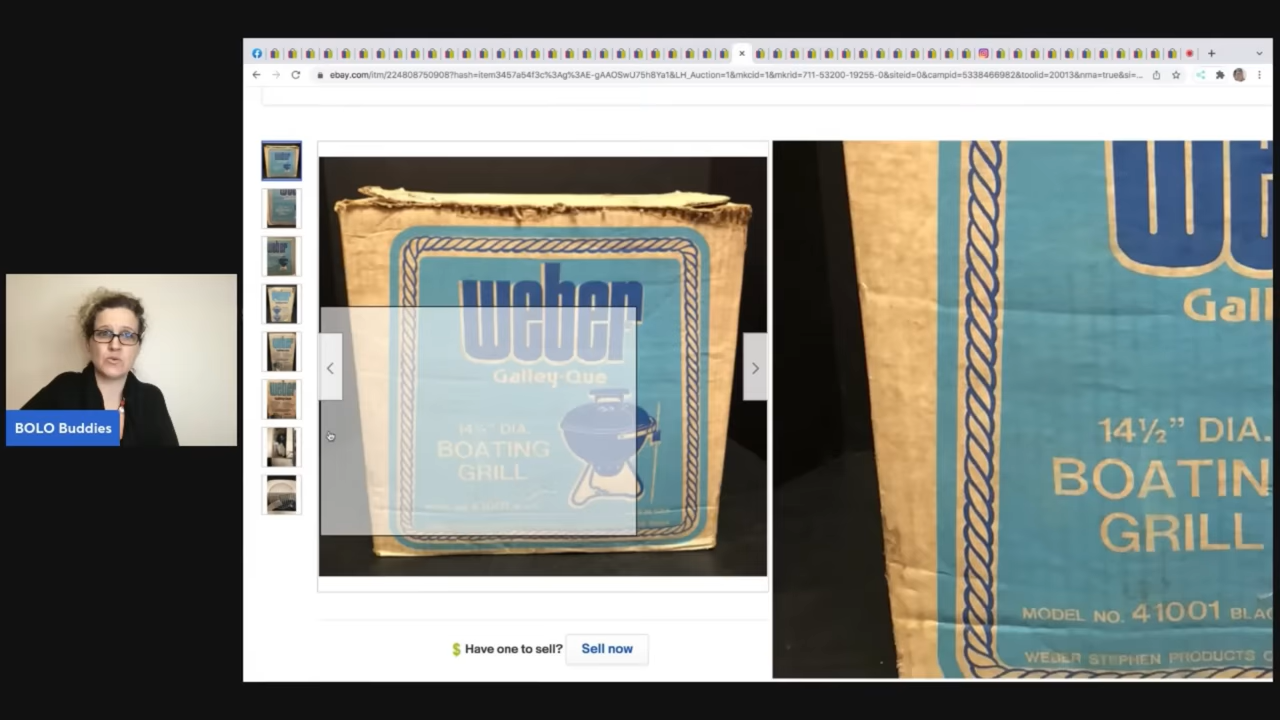 ebay.com/itm/224808750908?hash=item3457a54f3c%3Ag%3AE-gAAOSwU75h8Ya1&LH_Auction=1&mkcid=1&mkrid=711-53200-19255-0&siteid=0&campid=5338466982&toolid=20013&nma=true&si=...
weber
Galley-Que
14½" DIA.
BOATING
GRILL
Have one to sell? Sell now
we
Gall
14½" DIA.
BOATIN
GRILL
MODEL NO. 41001 BLA
WEBER STEPHEN PRODUCTS C
BOLO Buddies